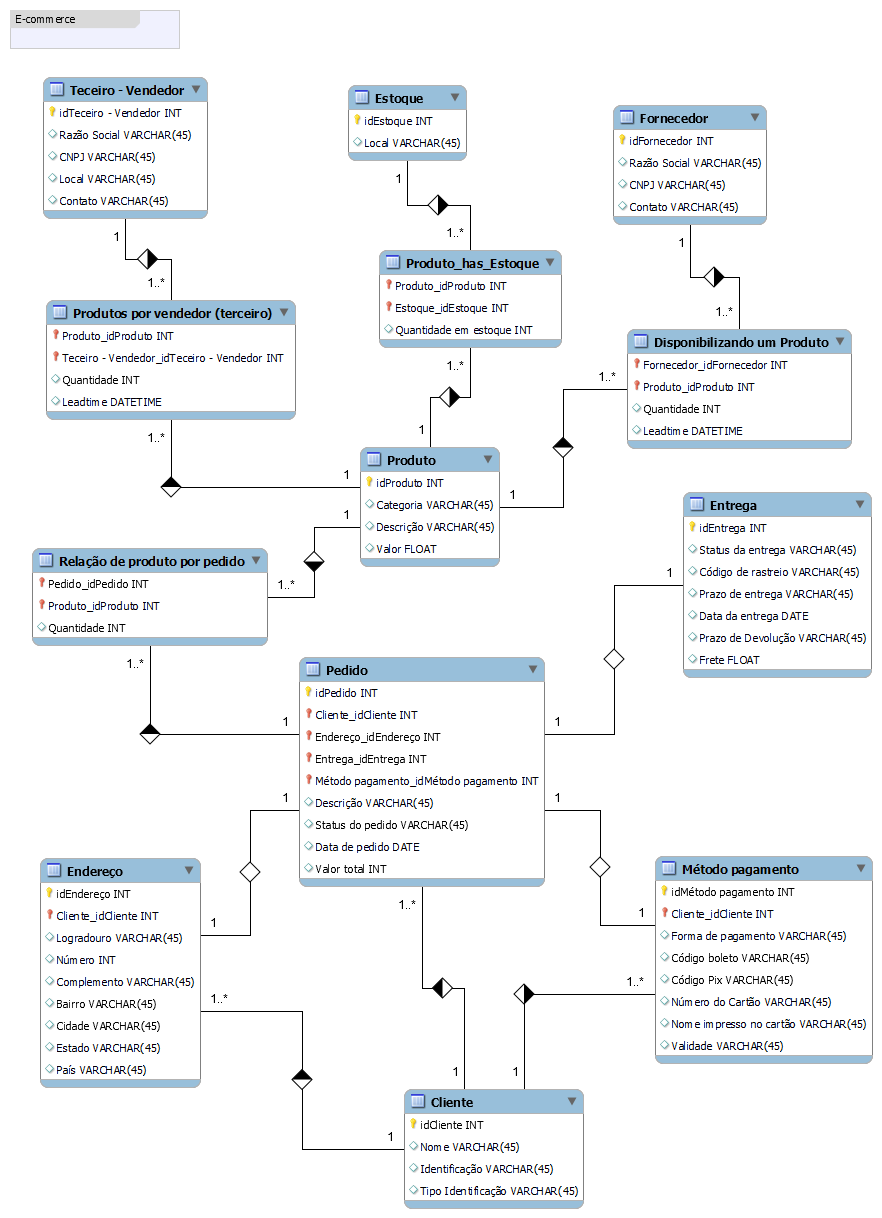 E-commerce
Teceiro - Vendedor
idTeceiro - Vendedor INT
Razão Social VARCHAR(45)
CNPJ VARCHAR(45)
Local VARCHAR(45)
Contato VARCHAR(45)
Estoque
idEstoque INT
Local VARCHAR(45)
Fornecedor
idFornecedor INT
Razão Social VARCHAR(45)
CNPJ VARCHAR(45)
Contato VARCHAR(45)
1
1..*
1
1..*
1
1..*
Produtos por vendedor (terceiro)
Produto_idProduto INT
Teceiro - Vendedor_idTeceiro - Vendedor INT
Quantidade INT
Leadtime DATETIME
Produto_has_Estoque
Produto_idProduto INT
Estoque_idEstoque INT
Quantidade em estoque INT
Disponibilizando um Produto
Fornecedor_idFornecedor INT
Produto_idProduto INT
Quantidade INT
Leadtime DATETIME
1..*
1
1..*
1
1..*
1
Produto
idProduto INT
Categoria VARCHAR(45)
Descrição VARCHAR(45)
Valor FLOAT
1
1..*
Relação de produto por pedido
Pedido_idPedido INT
Produto_idProduto INT
Quantidade INT
Entrega
idEntrega INT
Status da entrega VARCHAR(45)
Código de rastreio VARCHAR(45)
Prazo de entrega VARCHAR(45)
Data da entrega DATE
Prazo de Devolução VARCHAR(45)
Frete FLOAT
1..*
1
1
1
Pedido
idPedido INT
Cliente_idCliente INT
Endereço_idEndereço INT
Entrega_idEntrega INT
Método pagamento_idMétodo pagamento INT
Descrição VARCHAR(45)
Status do pedido VARCHAR(45)
Data de pedido DATE
Valor total INT
1
1
1
1
Endereço
idEndereço INT
Cliente_idCliente INT
Logradouro VARCHAR(45)
Número INT
Complemento VARCHAR(45)
Bairro VARCHAR(45)
Cidade VARCHAR(45)
Estado VARCHAR(45)
País VARCHAR(45)
Método pagamento
idMétodo pagamento INT
Cliente_idCliente INT
Forma de pagamento VARCHAR(45)
Código boleto VARCHAR(45)
Código Pix VARCHAR(45)
Número do Cartão VARCHAR(45)
Nome impresso no cartão VARCHAR(45)
Validade VARCHAR(45)
1..*
1
1..*
1
1..*
1
Cliente
idCliente INT
Nome VARCHAR(45)
Identificação VARCHAR(45)
Tipo Identificação VARCHAR(45)